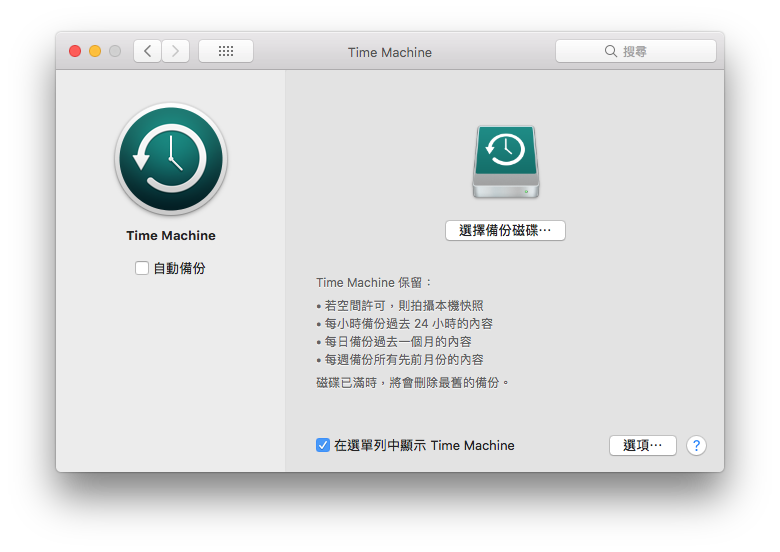 Time Machine
搜尋
Time Machine
自動備份
選擇備份磁碟⋯
Time Machine 保留：
• 若空間許可，則拍攝本機快照
• 每小時備份過去 24 小時的內容
• 每日備份過去一個月的內容
• 每週備份所有先前月份的內容
磁碟已滿時，將會刪除最舊的備份。
在選單列中顯示 Time Machine
選項⋯
?